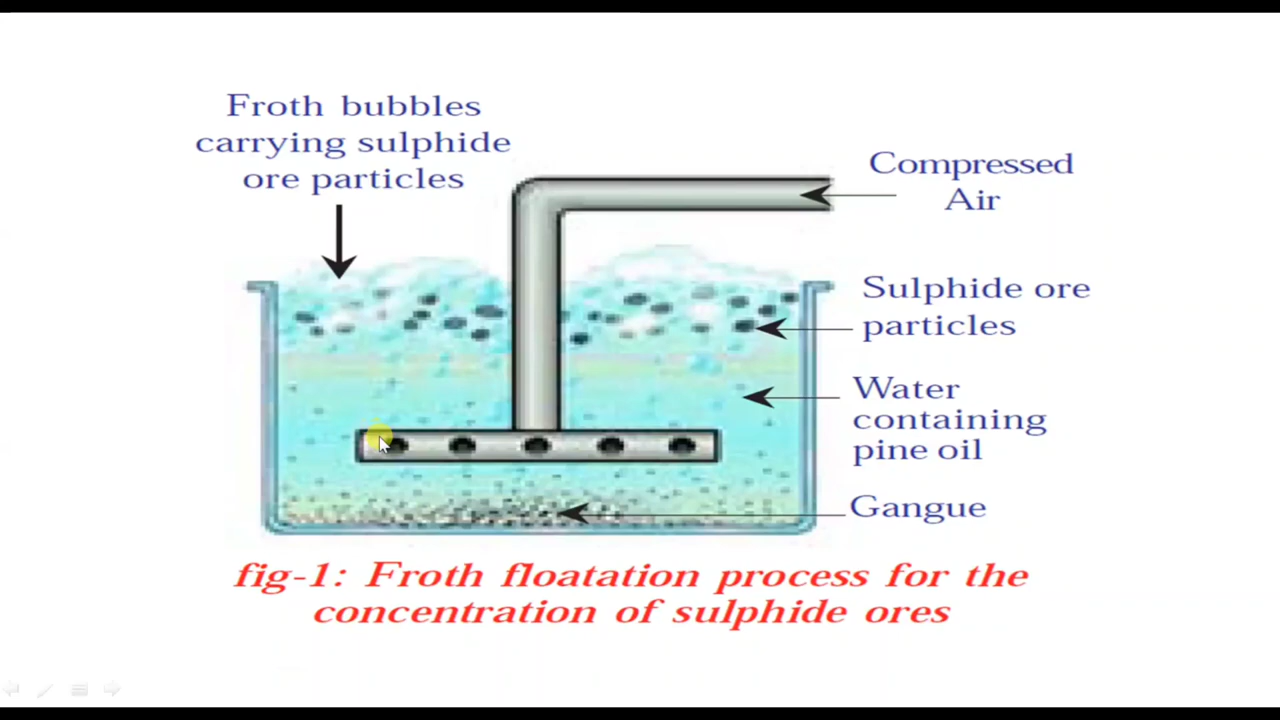 Froth bubbles
carrying sulphide
ore particles
Compressed
Air
Sulphide ore
particles
Water
containing
pine oil
Gangue
fig-1: Froth floatation process for the
concentration of sulphide ores